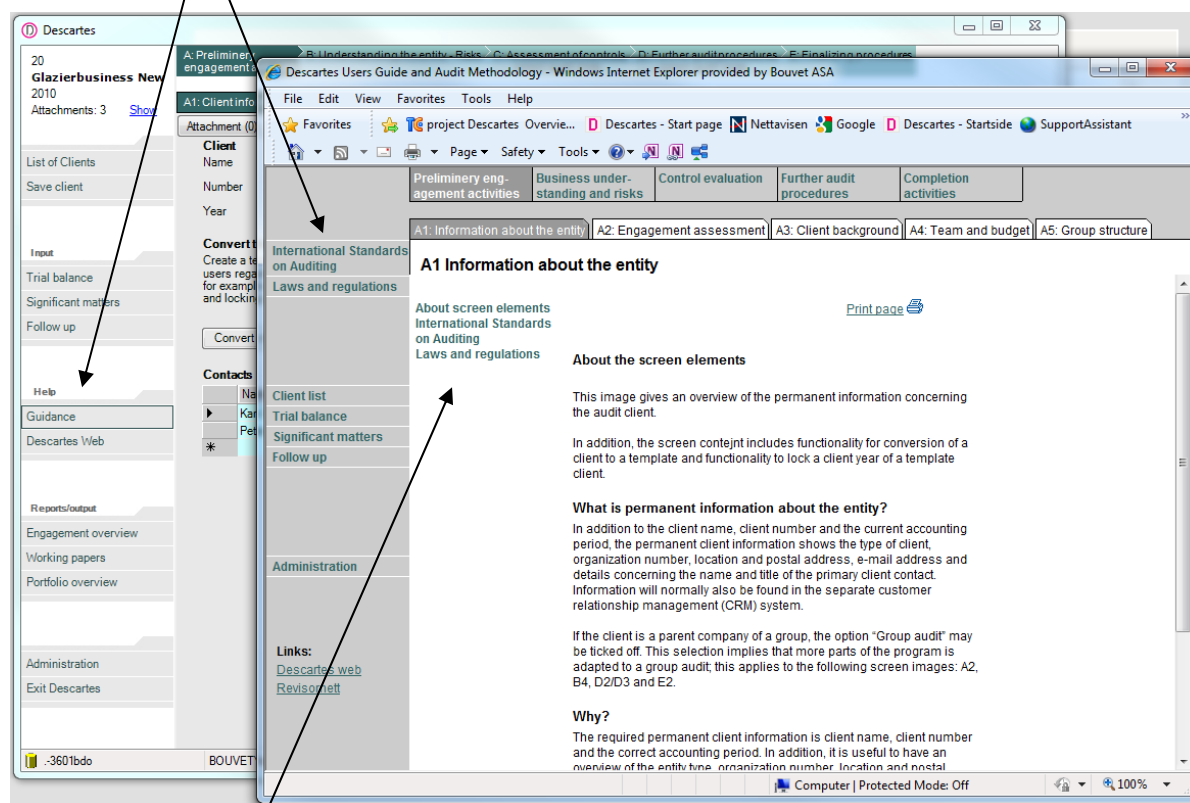 Descartes
20
Glazierbusiness New
2010
Attachments: 3 Show
List of Clients
Save client
Input
Trial balance
Significant matters
Follow up
Help
Guidance
Descartes Web
Reports/output
Engagement overview
Working papers
Portfolio overview
Administration
Exit Descartes
.-3601bdo
BOUVET
A: Preliminery
engagement a
B: Understanding the entity - Risks
C: Assessment of controls
D: Further audit procedures
E: Finalizing procedures
A1: Client info
Attachment (0)
Client
Name
Number
Year
Convert t
Create a te
users rega
for exampl
and lockin
Convert
Contacts
Na
Kar
Pet
Descartes Users Guide and Audit Methodology - Windows Internet Explorer provided by Bouvet ASA
File Edit View Favorites Tools Help
Favorites project Descartes Overvie... Descartes - Start page Nettavisen Google Descartes - Startside SupportAssistant
Page Safety Tools
Preliminery eng-
agement activities
Business under-
standing and risks
Control evaluation
Further audit
procedures
Completion
activities
A1: Information about the entity A2: Engagement assessment A3: Client background A4: Team and budget A5: Group structure
International Standards
on Auditing
Laws and regulations
Client list
Trial balance
Significant matters
Follow up
Administration
Links:
Descartes web
Revisornett
A1 Information about the entity
About screen elements
International Standards
on Auditing
Laws and regulations
Print page
About the screen elements
This image gives an overview of the permanent information concerning
the audit client.
In addition, the screen contejnt includes functionality for conversion of a
client to a template and functionality to lock a client year of a template
client.
What is permanent information about the entity?
In addition to the client name, client number and the current accounting
period, the permanent client information shows the type of client,
organization number, location and postal address, e-mail address and
details concerning the name and title of the primary client contact.
Information will normally also be found in the separate customer
relationship management (CRM) system.
If the client is a parent company of a group, the option “Group audit” may
be ticked off. This selection implies that more parts of the program is
adapted to a group audit; this applies to the following screen images: A2,
B4, D2/D3 and E2.
Why?
The required permanent client information is client name, client number
and the correct accounting period. In addition, it is useful to have an
overview of the entity type, organization number, location and postal
Computer | Protected Mode: Off
100%